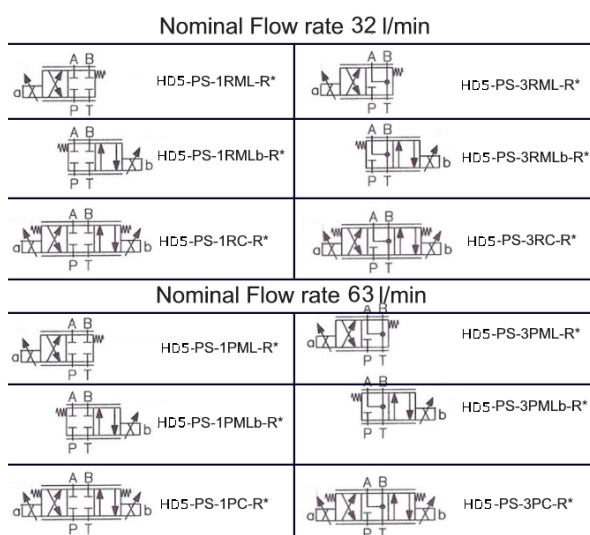 Nominal Flow rate 32 l/min
A B
a
P T
HD5-PS-1RML-R*
A B
a
P T
HD5-PS-3RML-R*
A B
b
P T
HD5-PS-1RMLb-R*
A B
b
P T
HD5-PS-3RMLb-R*
A B
a b
P T
HD5-PS-1RC-R*
A B
a b
P T
HD5-PS-3RC-R*
Nominal Flow rate 63 l/min
A B
a
P T
HD5-PS-1PML-R*
A B
a
P T
HD5-PS-3PML-R*
A B
b
P T
HD5-PS-1PMLb-R*
A B
b
P T
HD5-PS-3PMLb-R*
A B
a b
P T
HD5-PS-1PC-R*
A B
a b
P T
HD5-PS-3PC-R*